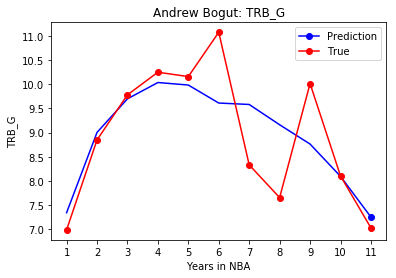 Andrew Bogut: TRB_G
Prediction
True
TRB_G
11.0
10.5
10.0
9.5
9.0
8.5
8.0
7.5
7.0
1 2 3 4 5 6 7 8 9 10 11
Years in NBA